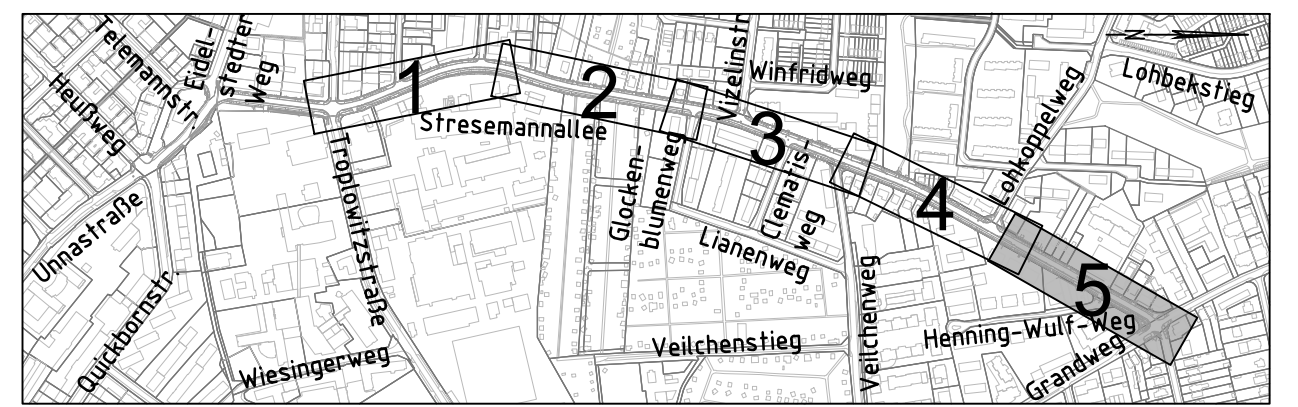 Telemannstr.
Heußweg
Eidel-
stedter
Weg
Unnastraße
Quickbornstr.
Wiesingerweg
Troplowitzstraße
1
Stresemannallee
2
Glocken-
blumenweg
Vizelinstr
Winfridweg
3
Clematis-
weg
Lianenweg
Veilchenstieg
Veilchenweg
4
Lohkoppelweg
Lohbekstieg
N
5
Henning-Wulf-Weg
Grandweg